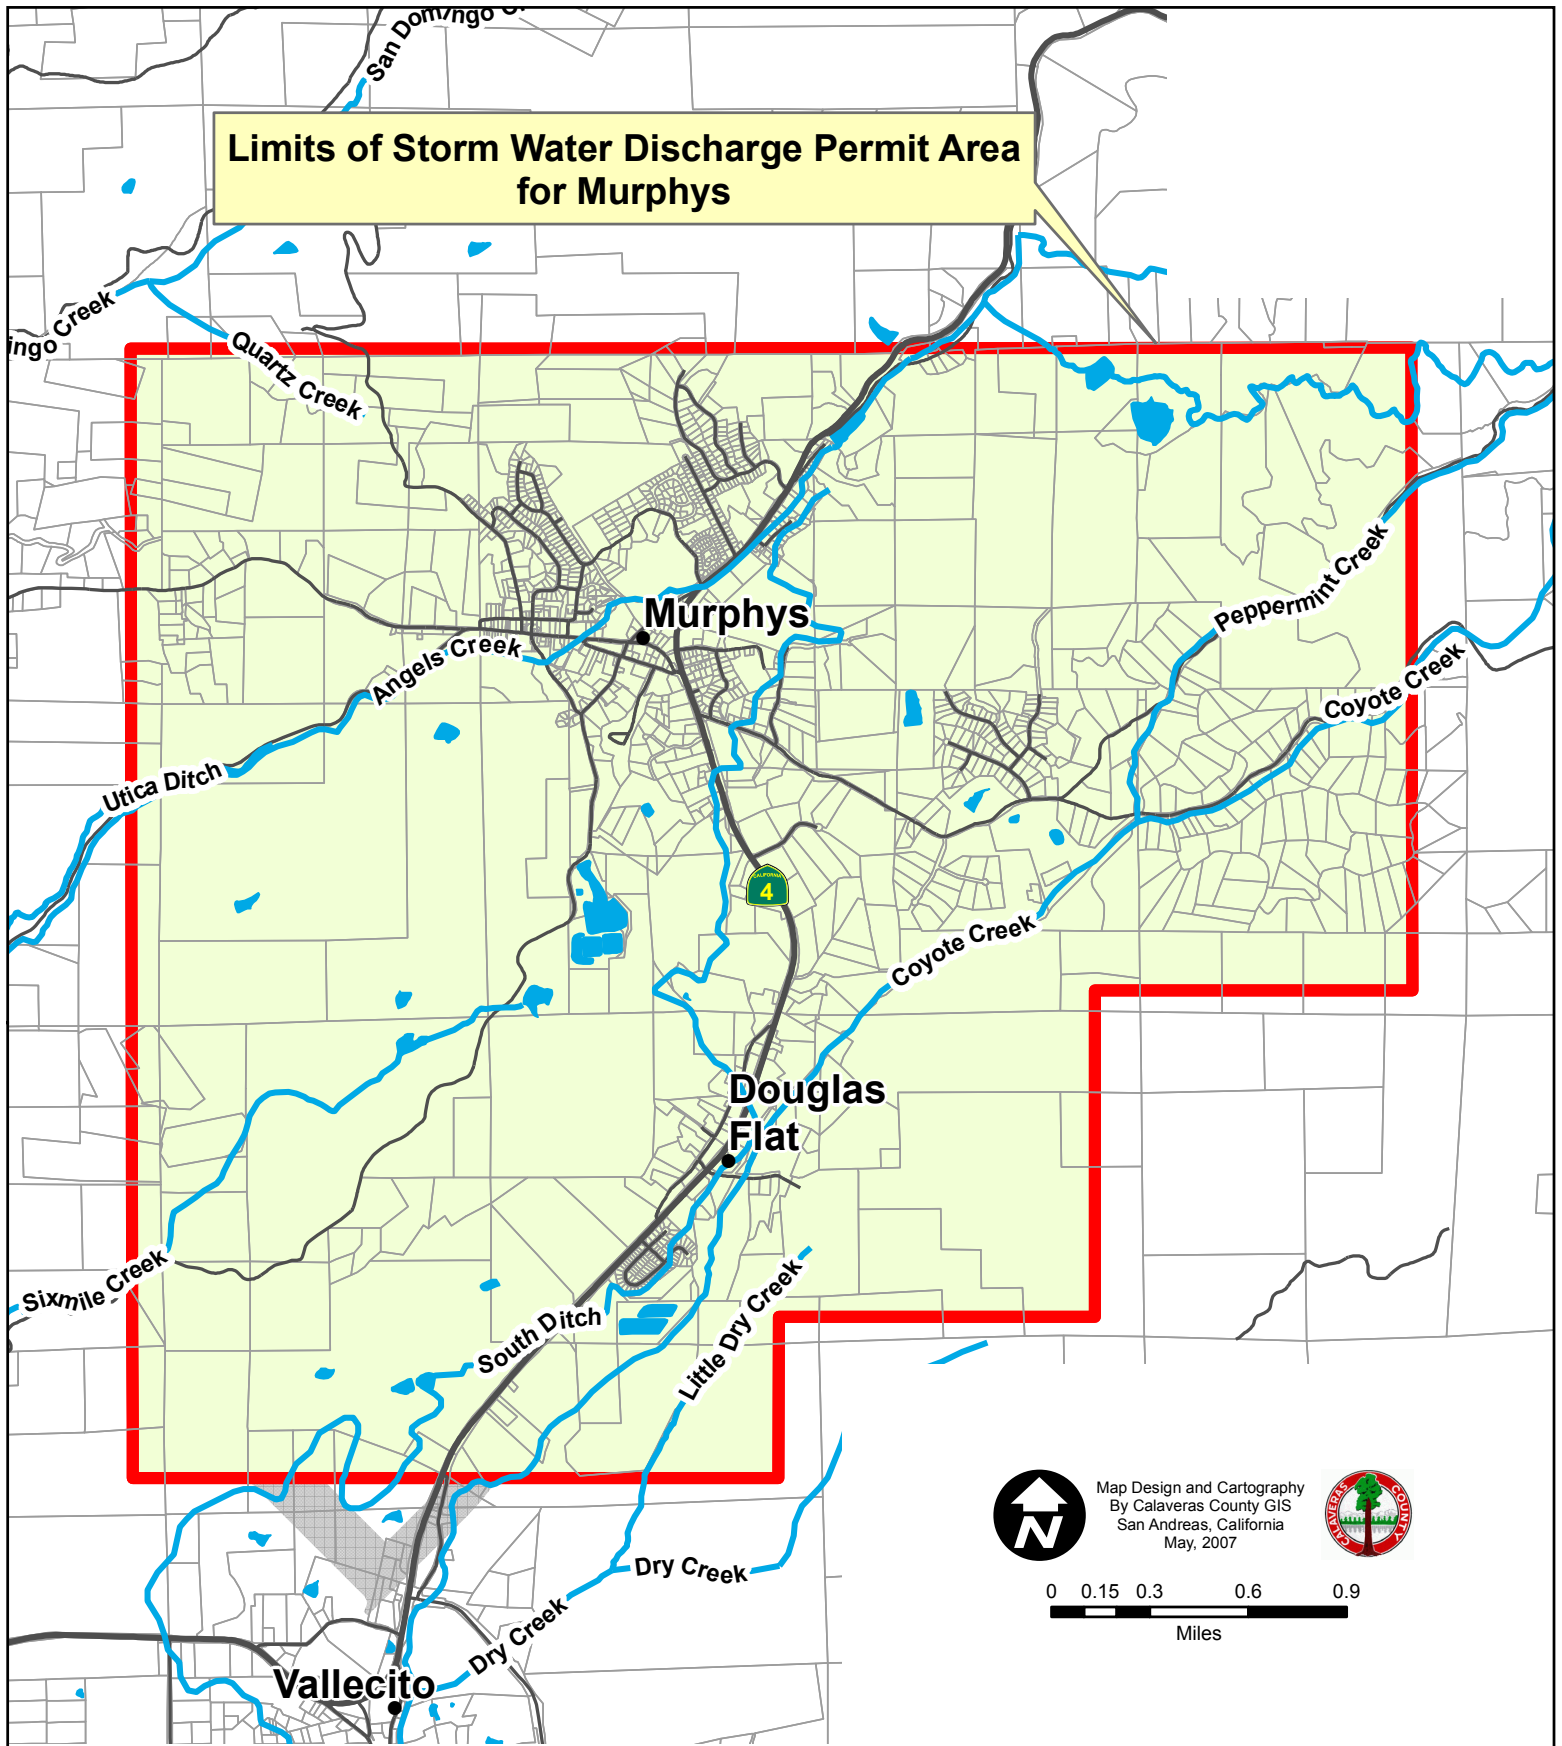 San Domingo C
Limits of Storm Water Discharge Permit Area
for Murphys
ingo Creek
Quartz Creek
Peppermint Creek
Murphys
Angels Creek
Coyote Creek
Utica Ditch
CALIFORNIA
4
Coyote Creek
Douglas
Flat
Sixmile Creek
South Ditch
Little Dry Creek
Map Design and Cartography
By Calaveras County GIS
San Andreas, California
May, 2007
N
CALAVERAS COUNTY
Dry Creek
0 0.15 0.3 0.6 0.9
Miles
Dry Creek
Vallecito